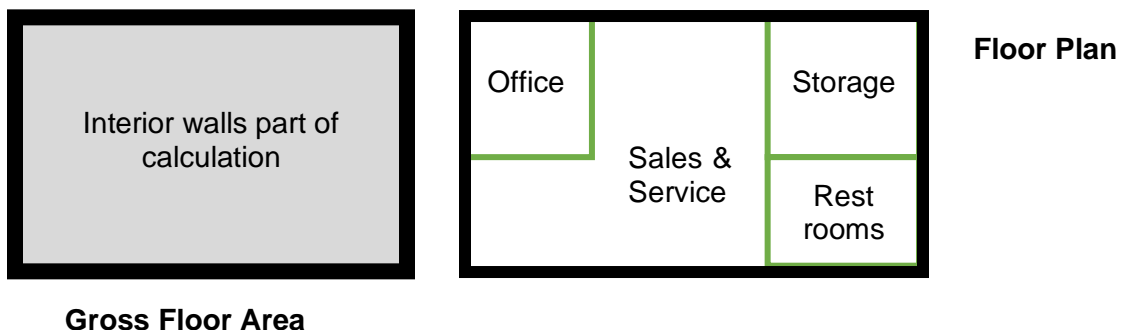 Interior walls part of
calculation
Gross Floor Area
Office
Sales &
Service
Storage
Rest
rooms
Floor Plan